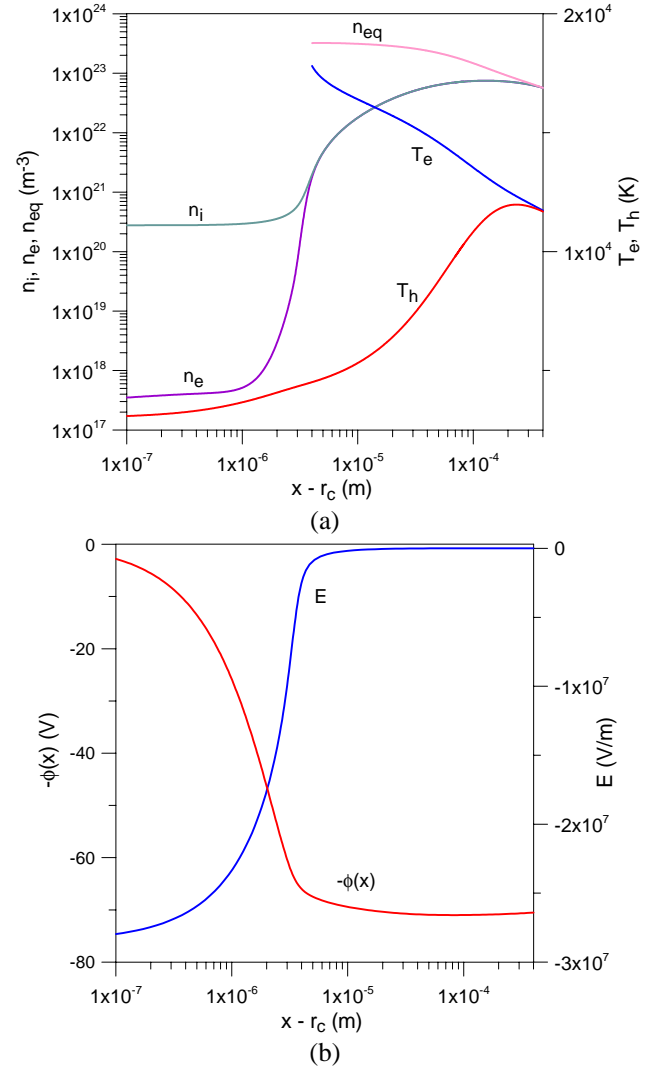 1x10^24
1x10^23
1x10^22
1x10^21
1x10^20
1x10^19
1x10^18
1x10^17
n_i, n_e, n_eq (m^-3)
n_eq
T_e
n_i
T_h
n_e
2x10^4
1x10^4
T_e, T_h (K)
1x10^-7 1x10^-6 1x10^-5 1x10^-4
x - r_c (m)
(a)
0
-20
-40
-60
-80
-ϕ(x) (V)
E
-ϕ(x)
0
-1x10^7
-2x10^7
-3x10^7
E (V/m)
1x10^-7 1x10^-6 1x10^-5 1x10^-4
x - r_c (m)
(b)